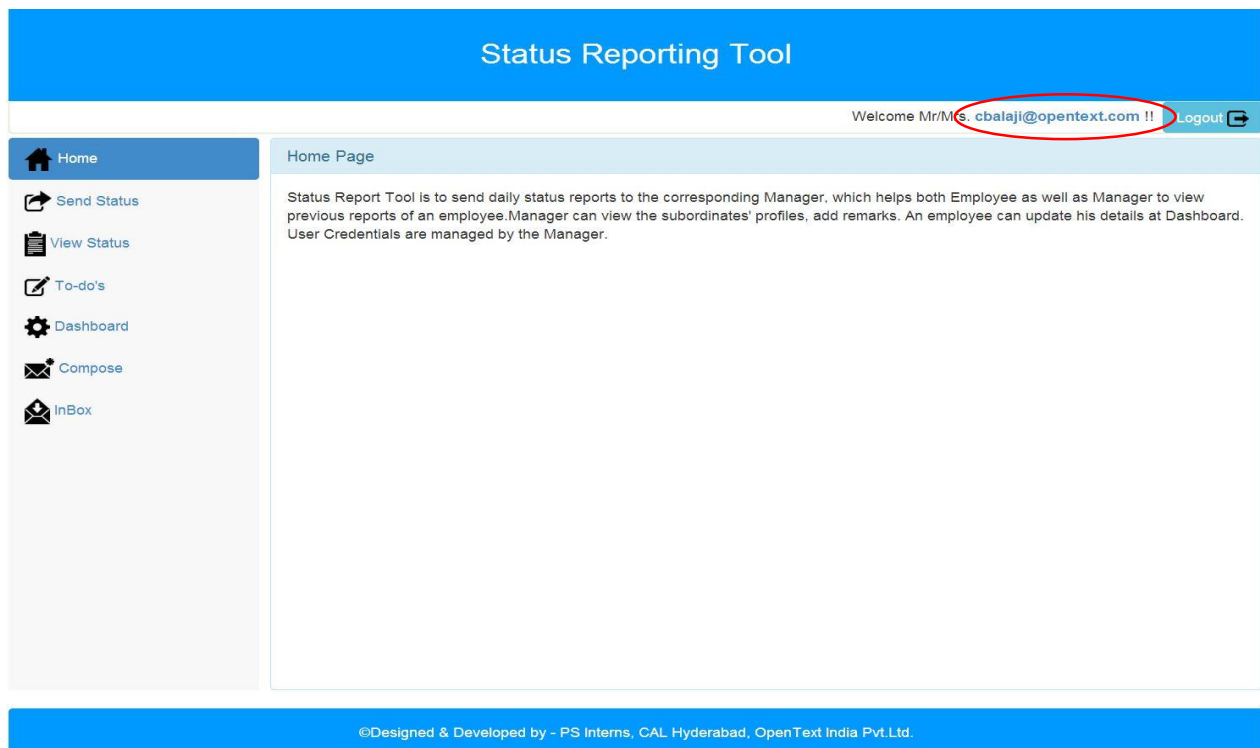 Status Reporting Tool
Welcome Mr/Mrs. cbalaji@opentext.com !! Logout
Home
Send Status
View Status
To-do's
Dashboard
Compose
InBox
Home Page
Status Report Tool is to send daily status reports to the corresponding Manager, which helps both Employee as well as Manager to view
previous reports of an employee.Manager can view the subordinates' profiles, add remarks. An employee can update his details at Dashboard.
User Credentials are managed by the Manager.
©Designed & Developed by - PS Interns, CAL Hyderabad, OpenText India Pvt.Ltd.